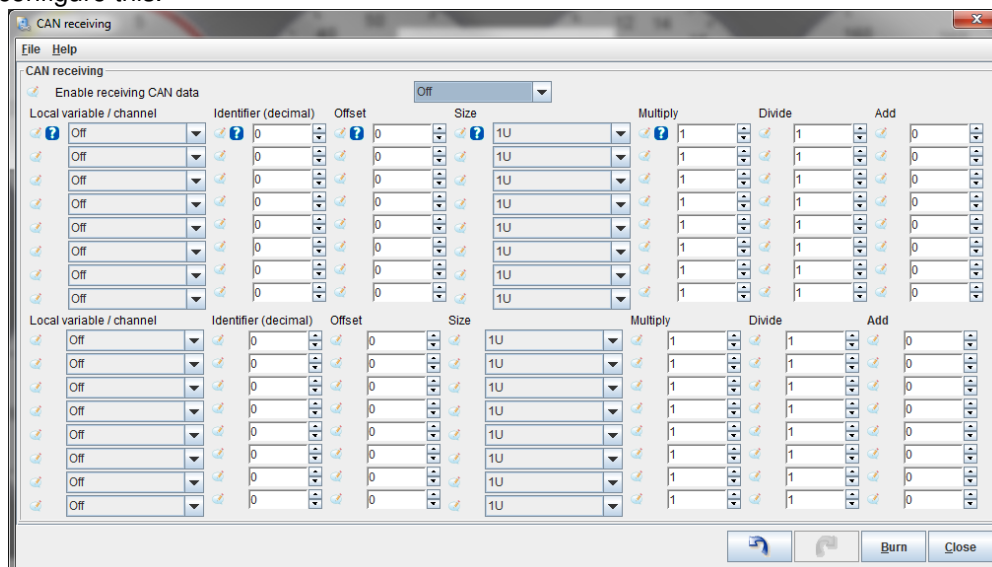 configure this.
CAN receiving
File Help
CAN receiving
Enable receiving CAN data Off
Local variable / channel Identifier (decimal) Offset Size Multiply Divide Add
Off 0 0 1U 1 1 0
Off 0 0 1U 1 1 0
Off 0 0 1U 1 1 0
Off 0 0 1U 1 1 0
Off 0 0 1U 1 1 0
Off 0 0 1U 1 1 0
Off 0 0 1U 1 1 0
Off 0 0 1U 1 1 0
Local variable / channel Identifier (decimal) Offset Size Multiply Divide Add
Off 0 0 1U 1 1 0
Off 0 0 1U 1 1 0
Off 0 0 1U 1 1 0
Off 0 0 1U 1 1 0
Off 0 0 1U 1 1 0
Off 0 0 1U 1 1 0
Off 0 0 1U 1 1 0
Off 0 0 1U 1 1 0
Burn Close